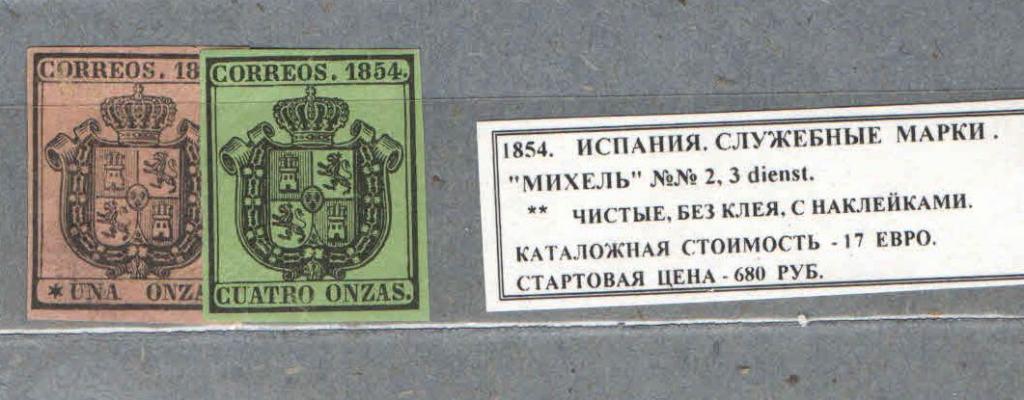 CORREOS. 18
* UNA ONZA
CORREOS. 1854.
CUATRO ONZAS.
1854. ИСПАНИЯ. СЛУЖЕБНЫЕ МАРКИ.
"МИХЕЛЬ" №№ 2, 3 dienst.
** ЧИСТЫЕ, БЕЗ КЛЕЯ, С НАКЛЕЙКАМИ.
КАТАЛОЖНАЯ СТОИМОСТЬ - 17 ЕВРО.
СТАРТОВАЯ ЦЕНА - 680 РУБ.